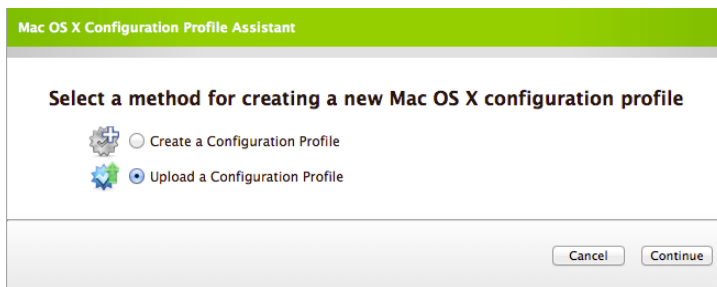 Mac OS X Configuration Profile Assistant
Select a method for creating a new Mac OS X configuration profile
Create a Configuration Profile
Upload a Configuration Profile
Cancel Continue